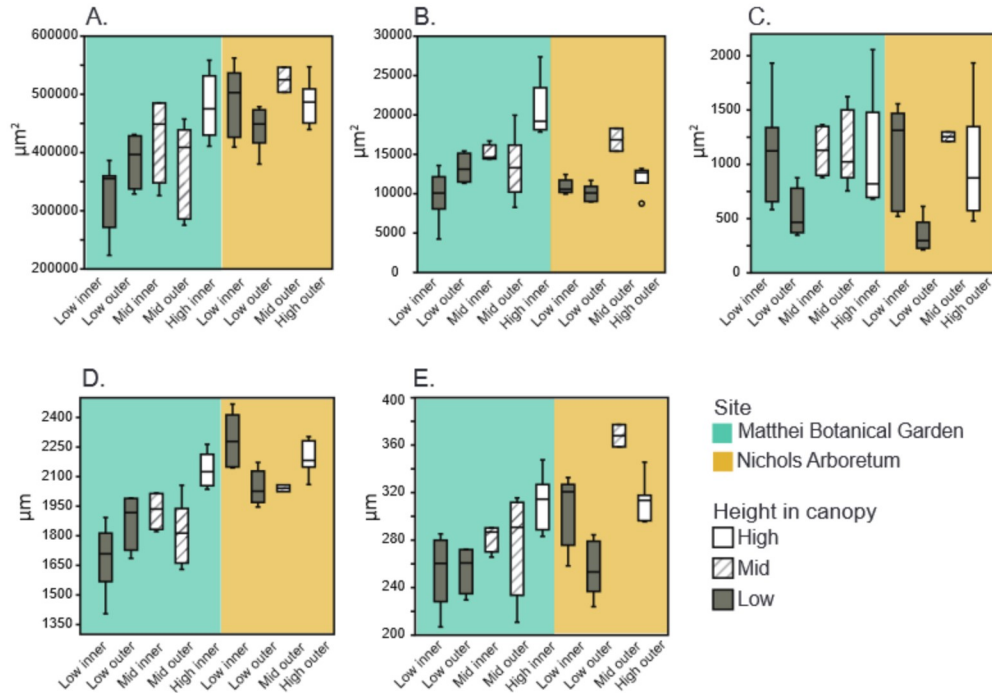 A.
600000
500000
400000
300000
200000
µm²
Low inner
Low outer
Mid inner
Mid outer
High inner
Low inner
Low outer
Mid outer
High outer
B.
30000
25000
20000
15000
10000
5000
0
µm²
Low inner
Low outer
Mid inner
Mid outer
High inner
Low inner
Low outer
Mid outer
High outer
C.
2000
1500
1000
500
0
µm²
Low inner
Low outer
Mid inner
Mid outer
High inner
Low inner
Low outer
Mid outer
High outer
D.
2400
2250
2100
1950
1800
1650
1500
1350
µm
Low inner
Low outer
Mid inner
Mid outer
High inner
Low inner
Low outer
Mid outer
High outer
E.
400
360
320
280
260
200
µm
Low inner
Low outer
Mid inner
Mid outer
High inner
Low inner
Low outer
Mid outer
High outer
Site
Matthei Botanical Garden
Nichols Arboretum
Height in canopy
High
Mid
Low